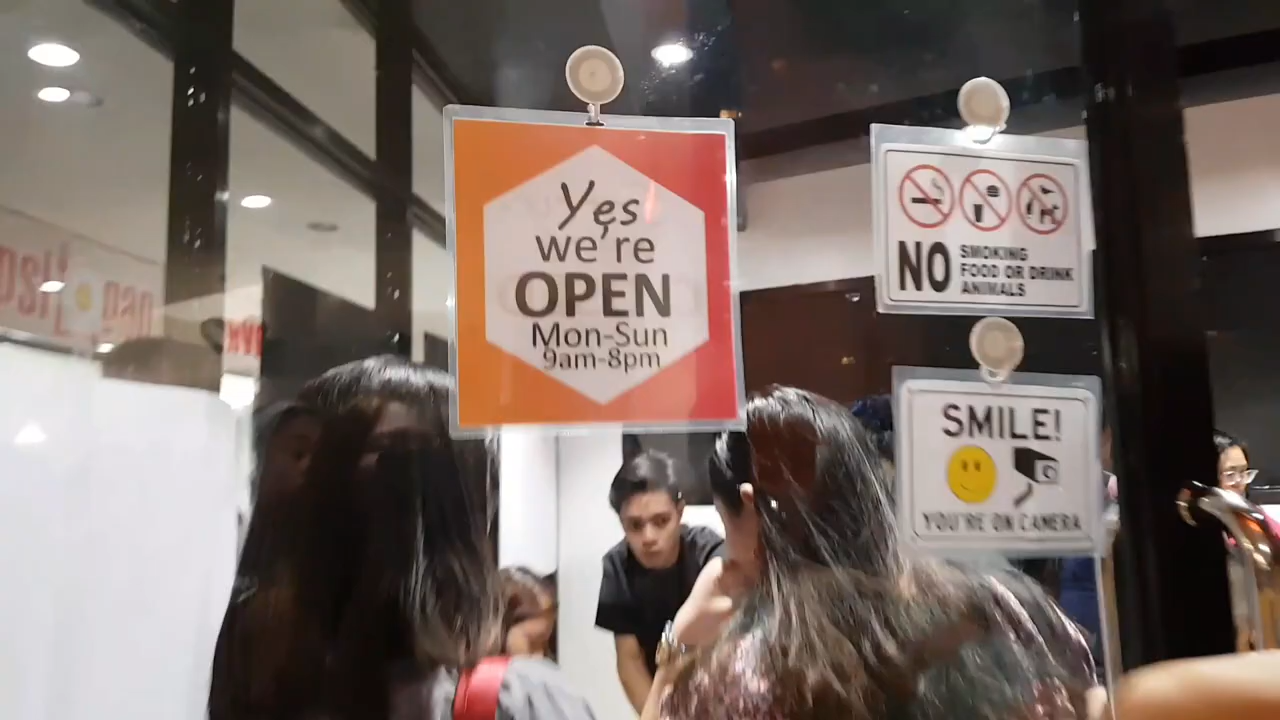 Yes
we're
OPEN
Mon-Sun
9am-8pm
NO
SMOKING
FOOD OR DRINK
ANIMALS
SMILE!
YOU'RE ON CAMERA